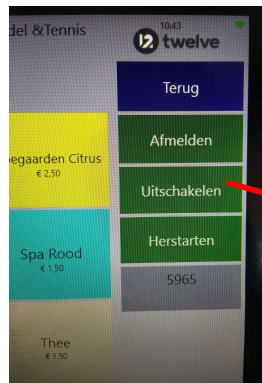 del &Tennis
10:43
12 twelve
Terug
Afmelden
egaarden Citrus
€ 2,50
Uitschakelen
Spa Rood
€ 1,50
Herstarten
5965
Thee
€ 1,50